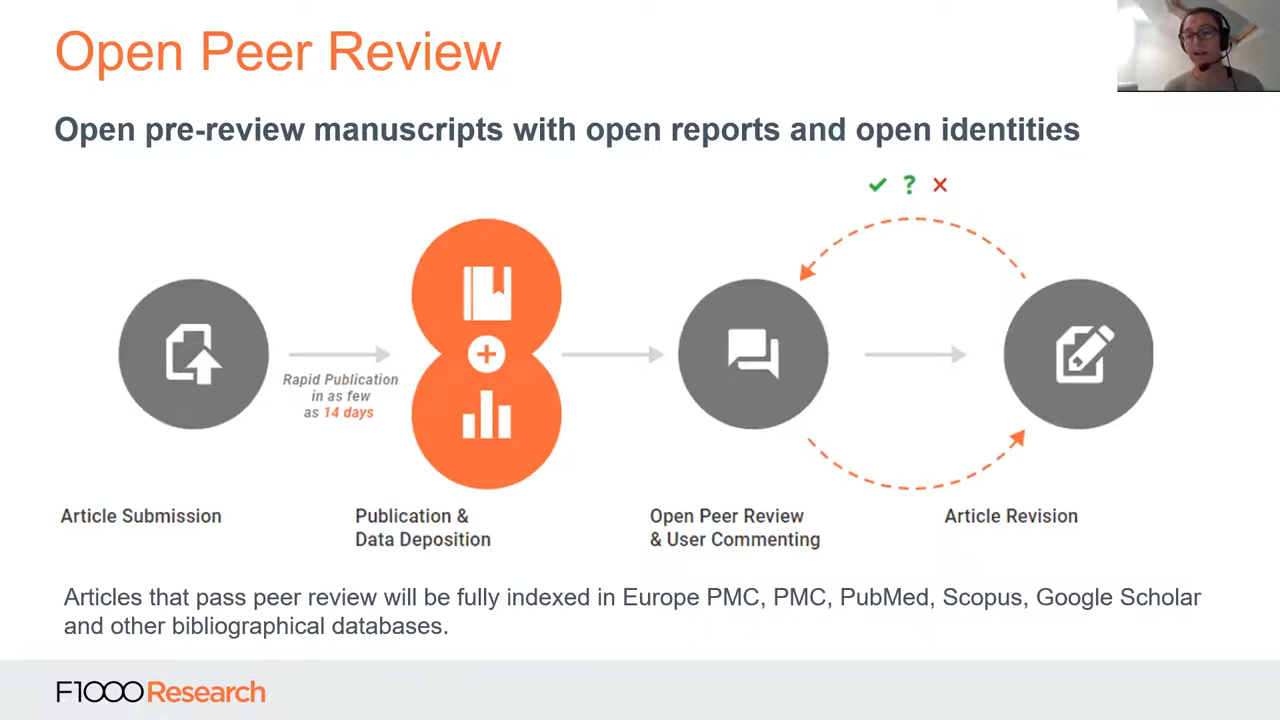 Open Peer Review
Open pre-review manuscripts with open reports and open identities
Rapid Publication
in as few
as 14 days
Article Submission
Publication &
Data Deposition
Open Peer Review
& User Commenting
Article Revision
Articles that pass peer review will be fully indexed in Europe PMC, PMC, PubMed, Scopus, Google Scholar
and other bibliographical databases.
F1000Research